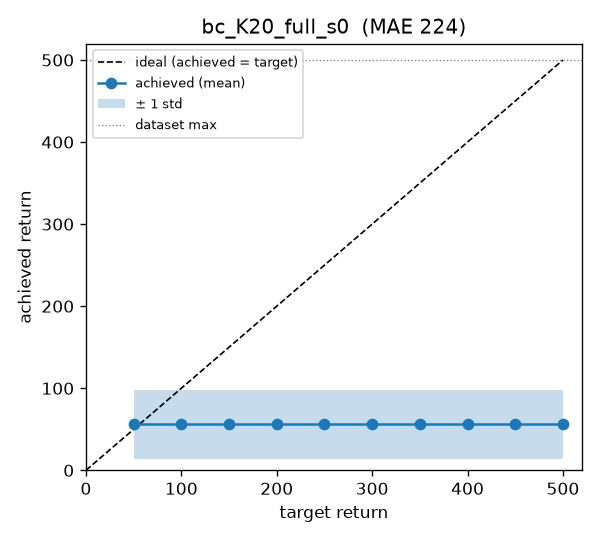 bc_K20_full_s0  (MAE 224)
ideal (achieved = target)
achieved (mean)
± 1 std
dataset max
achieved return
500
400
300
200
100
0
0 100 200 300 400 500
target return